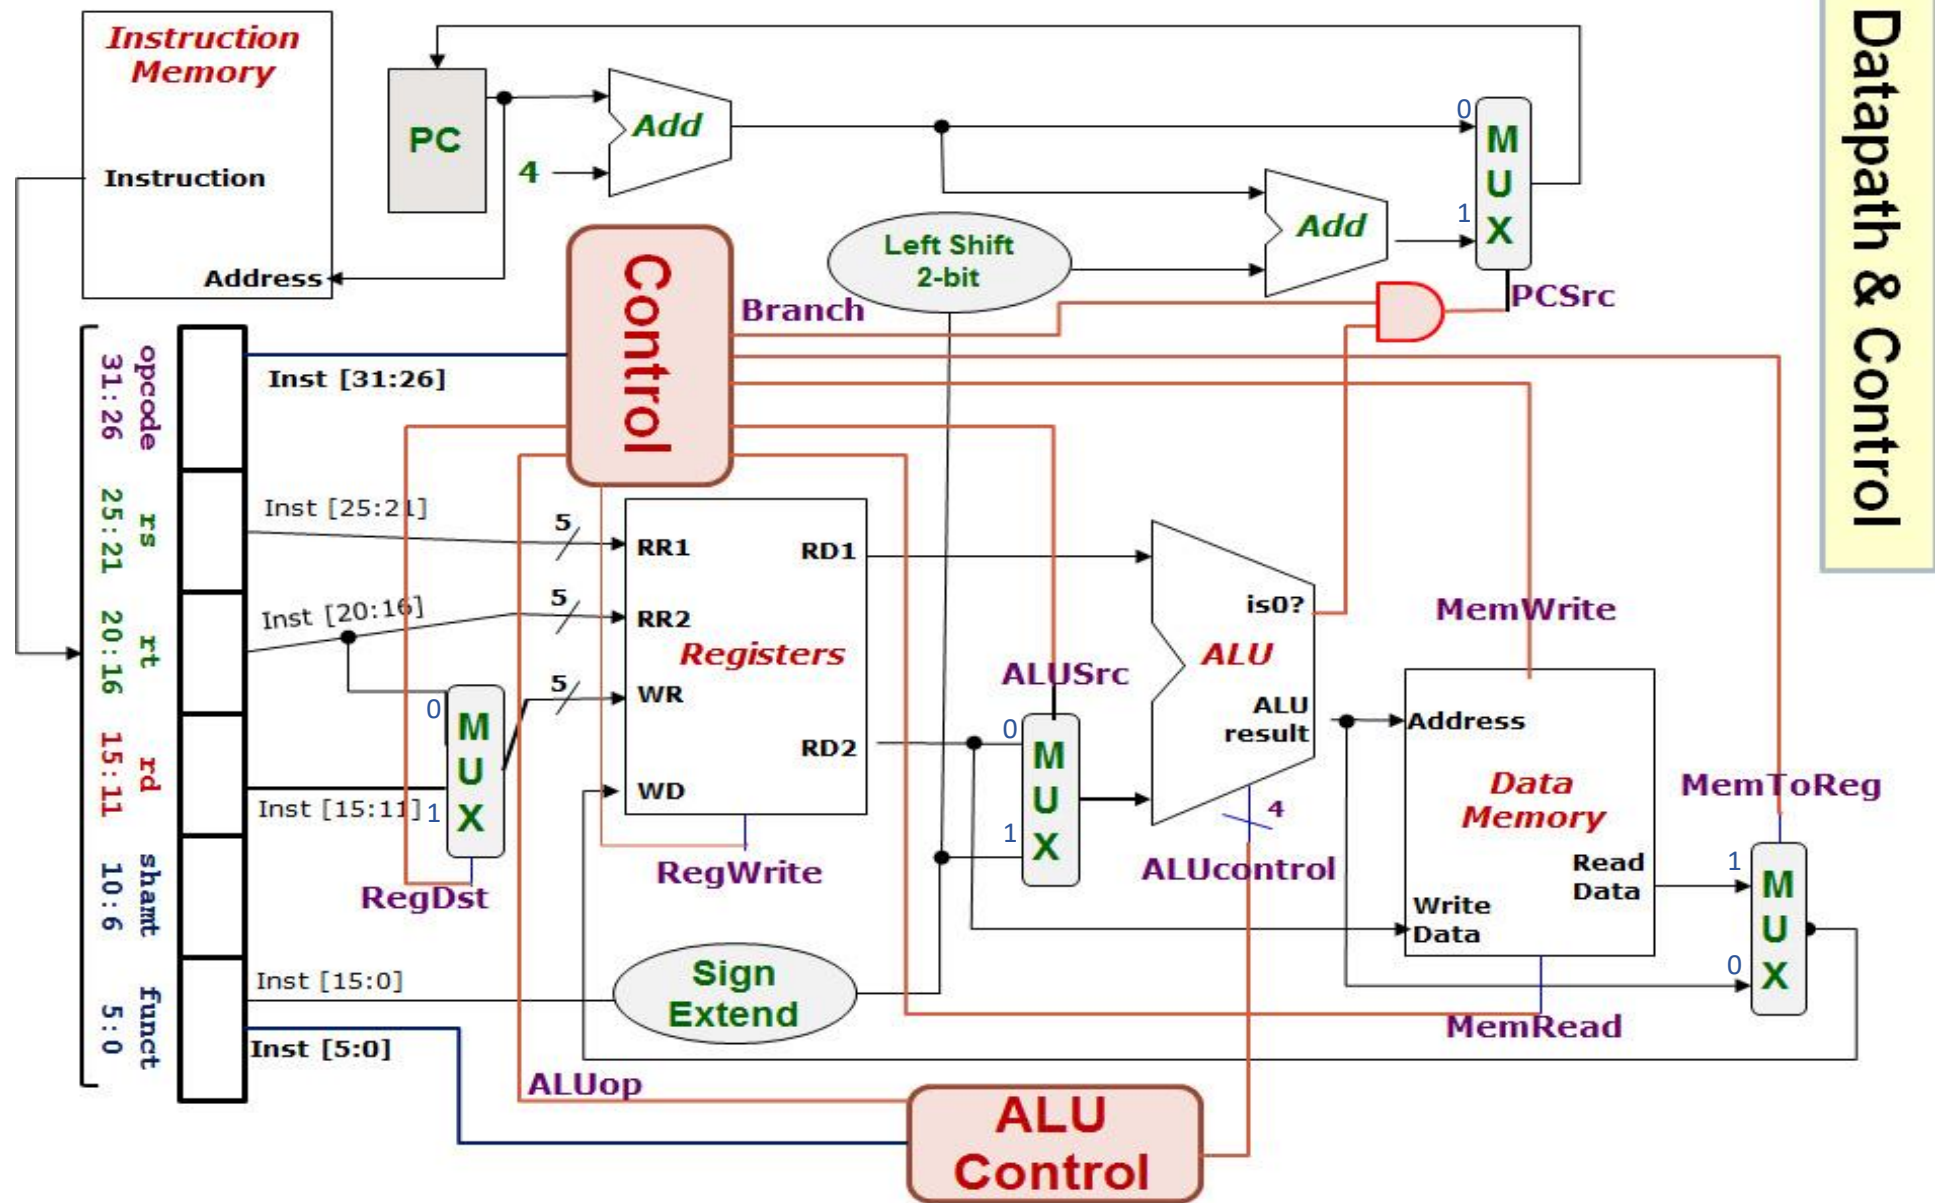 Datapath & Control
Instruction
Memory
Instruction
Address
PC
4
Add
Add
0
M
U
X
1
PCSrc
Left Shift
2-bit
Control
Branch
opcode
31:26
rs
25:21
rt
20:16
rd
15:11
shamt
10:6
funct
5:0
Inst [31:26]
Inst [25:21]
Inst [20:16]
Inst [15:11]
Inst [15:0]
Inst [5:0]
5
5
5
0
M
U
X
1
RegDst
RR1
RR2
WR
WD
RD1
RD2
Registers
RegWrite
ALUSrc
0
M
U
X
1
is0?
ALU
ALU
result
4
ALUcontrol
MemWrite
Address
Data
Memory
Read
Data
Write
Data
MemRead
MemToReg
1
M
U
X
0
Sign
Extend
ALUop
ALU
Control